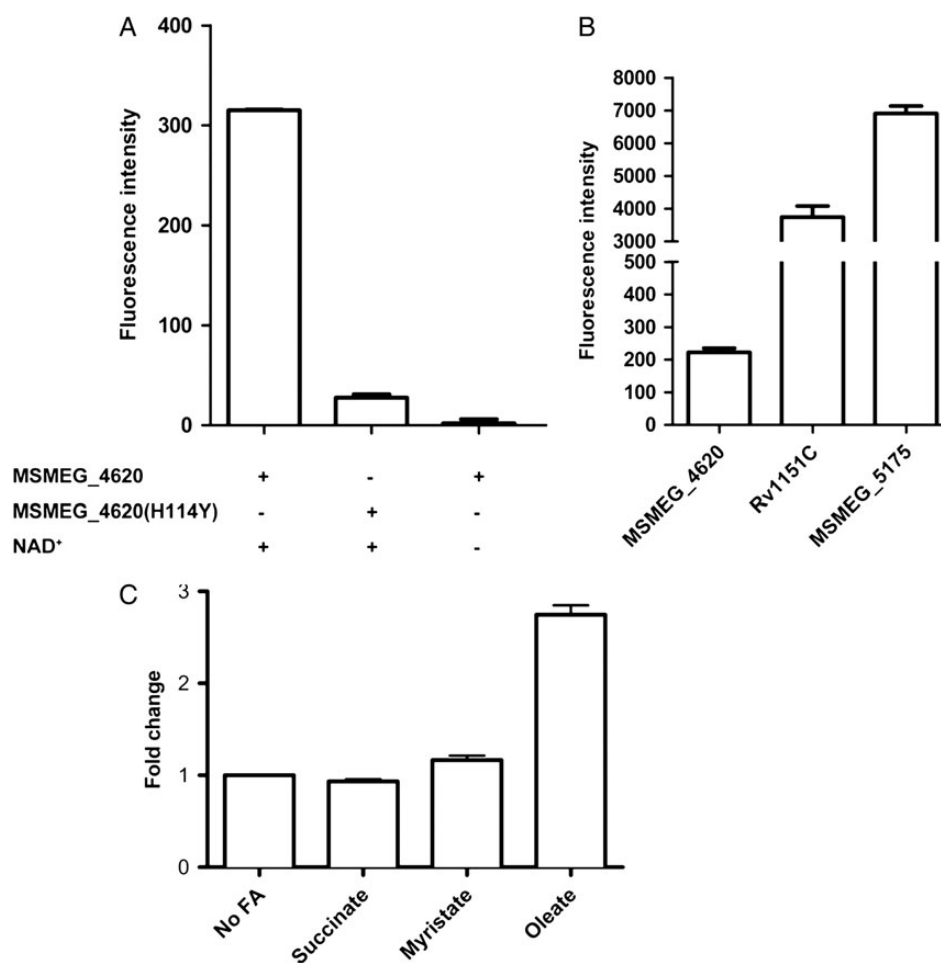 A
Fluorescence intensity
400
300
200
100
0
MSMEG_4620 + - +
MSMEG_4620(H114Y) - + -
NAD⁺ + + -
B
Fluorescence intensity
8000
7000
6000
5000
4000
3000
500
400
300
200
100
0
MSMEG_4620
Rv1151C
MSMEG_5175
C
Fold change
3
2
1
0
No FA
Succinate
Myristate
Oleate